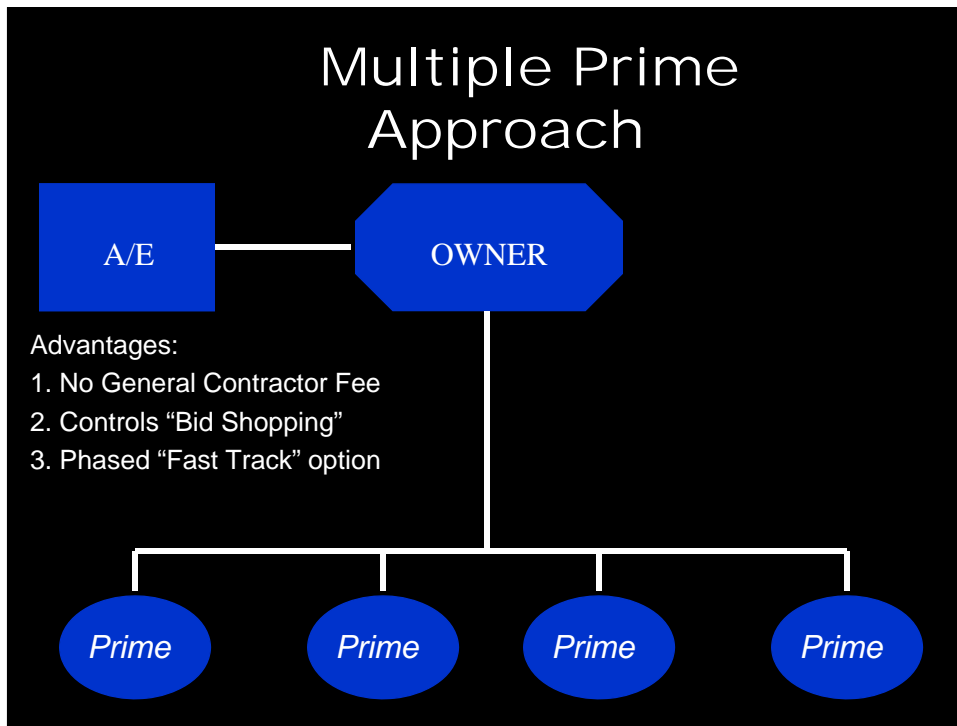 Multiple Prime
Approach
A/E
OWNER
Advantages:
1. No General Contractor Fee
2. Controls “Bid Shopping”
3. Phased “Fast Track” option
Prime
Prime
Prime
Prime